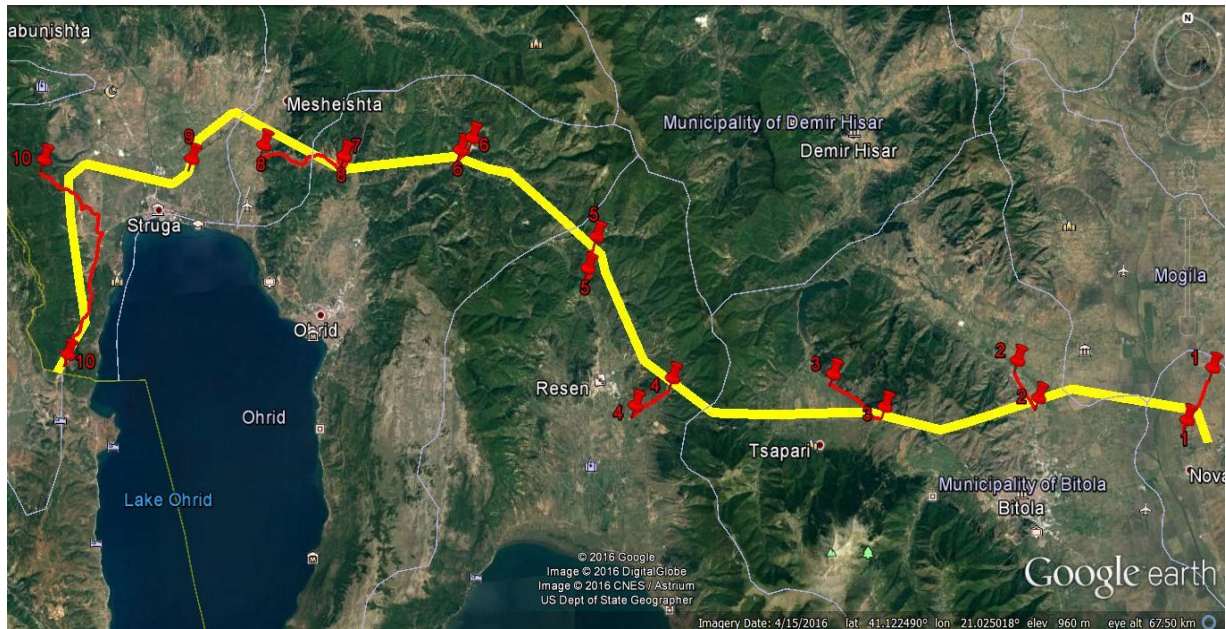 abunishta
Mesheishta
Municipality of Demir Hisar
Demir Hisar
9
10
8
7
8
6
6
Struga
5
5
Mogila
Ohrid
10
Resen
4
4
3
3
2
2
1
1
Ohrid
Tsapari
Nova
Municipality of Bitola
Bitola
Lake Ohrid
N
© 2016 Google
Image © 2016 DigitalGlobe
Image © 2016 CNES / Astrium
US Dept of State Geographer
Google earth
Imagery Date: 4/15/2016 lat 41.122490° lon 21.025018° elev 960 m eye alt 67.50 km